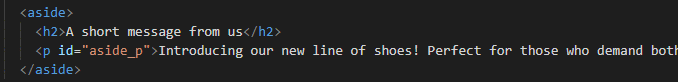 <aside>
<h2>A short message from us</h2>
<p id="aside_p">Introducing our new line of shoes! Perfect for those who demand both
</aside>